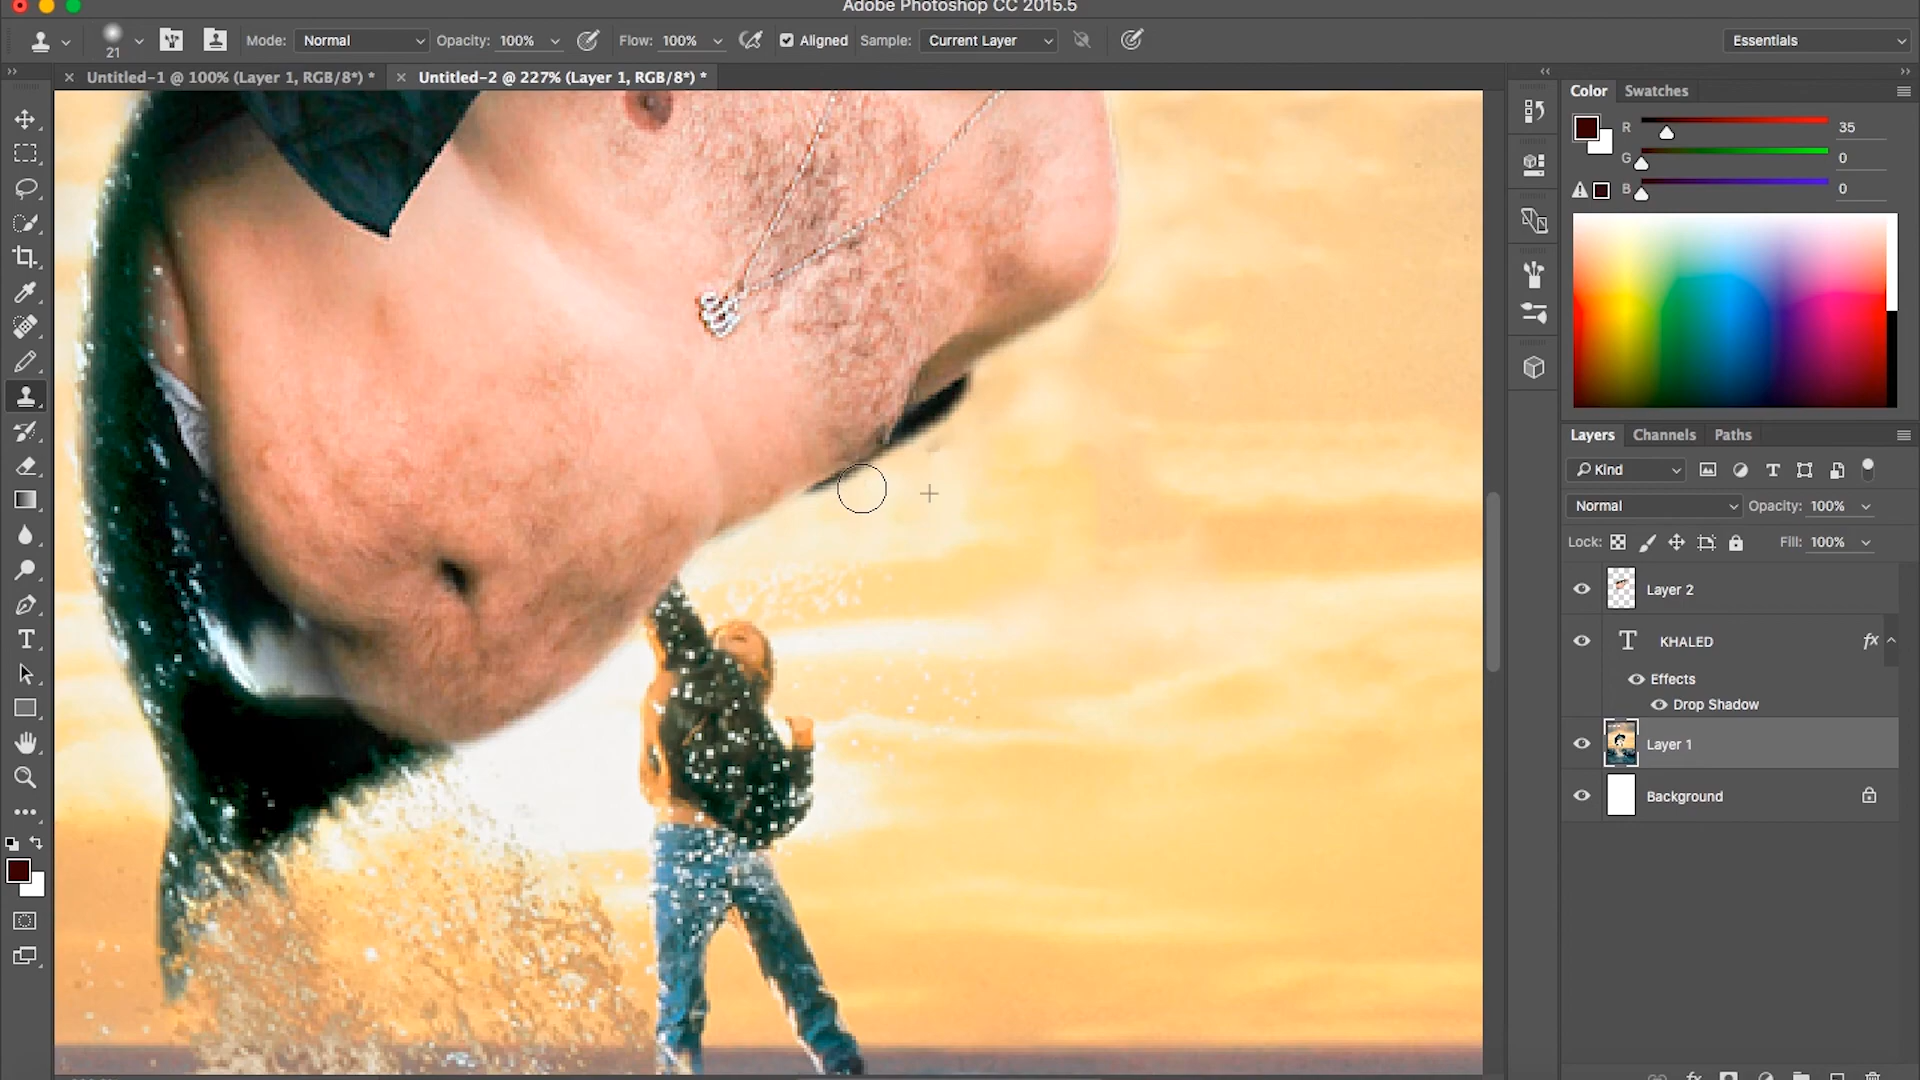 Adobe Photoshop CC 2015.5
21
Mode: Normal Opacity: 100% Flow: 100% Aligned Sample: Current Layer Essentials
Untitled-1 @ 100% (Layer 1, RGB/8*) * Untitled-2 @ 227% (Layer 1, RGB/8*) *
Color Swatches
R 35
G 0
B 0
Layers Channels Paths
Kind
Normal Opacity: 100%
Lock: Fill: 100%
Layer 2
T KHALED fx
Effects
Drop Shadow
Layer 1
Background